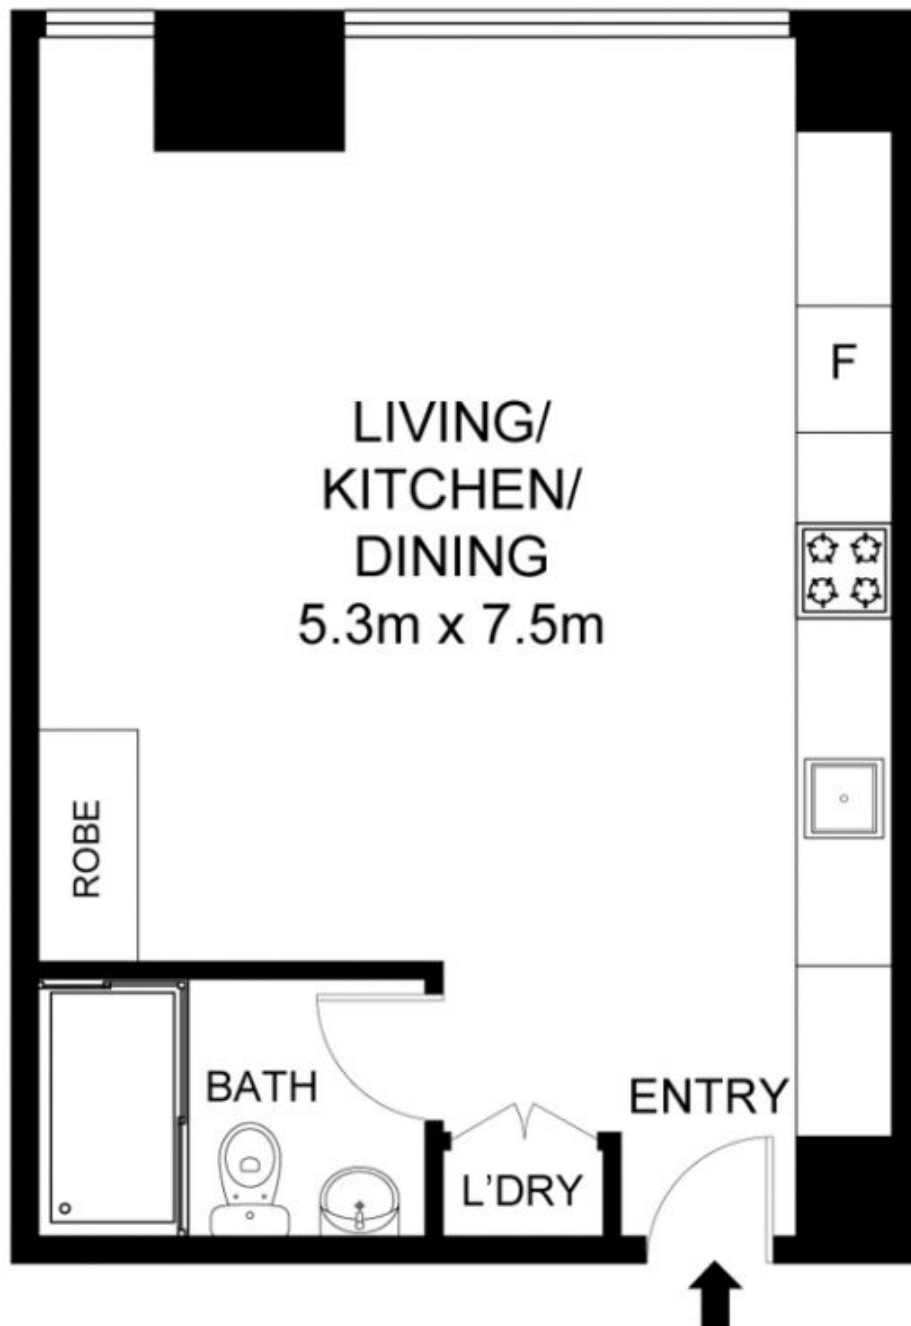 F
LIVING/
KITCHEN/
DINING
5.3m x 7.5m
ROBE
BATH
ENTRY
L'DRY